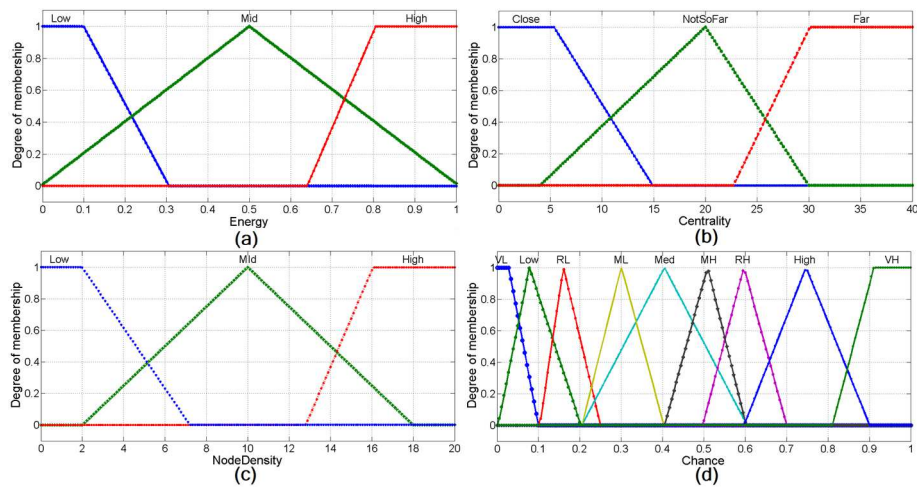 Low Mid High
Degree of membership
1
0.8
0.6
0.4
0.2
0
0 0.1 0.2 0.3 0.4 0.5 0.6 0.7 0.8 0.9 1
Energy
(a)
Close NotSoFar Far
Degree of membership
1
0.8
0.6
0.4
0.2
0
0 5 10 15 20 25 30 35 40
Centrality
(b)
Low MId High
Degree of membership
1
0.8
0.6
0.4
0.2
0
0 2 4 6 8 10 12 14 16 18 20
NodeDensity
(c)
VL Low RL ML Med MH RH High VH
Degree of membership
1
0.8
0.6
0.4
0.2
0
0 0.1 0.2 0.3 0.4 0.5 0.6 0.7 0.8 0.9 1
Chance
(d)